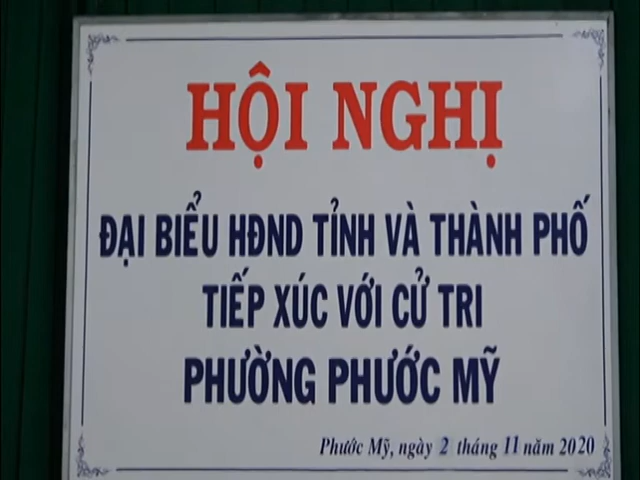 HỘI NGHỊ
ĐẠI BIỂU HĐND TỈNH VÀ THÀNH PHỐ
TIẾP XÚC VỚI CỬ TRI
PHƯỜNG PHƯỚC MỸ
Phước Mỹ, ngày 2 tháng 11 năm 2020